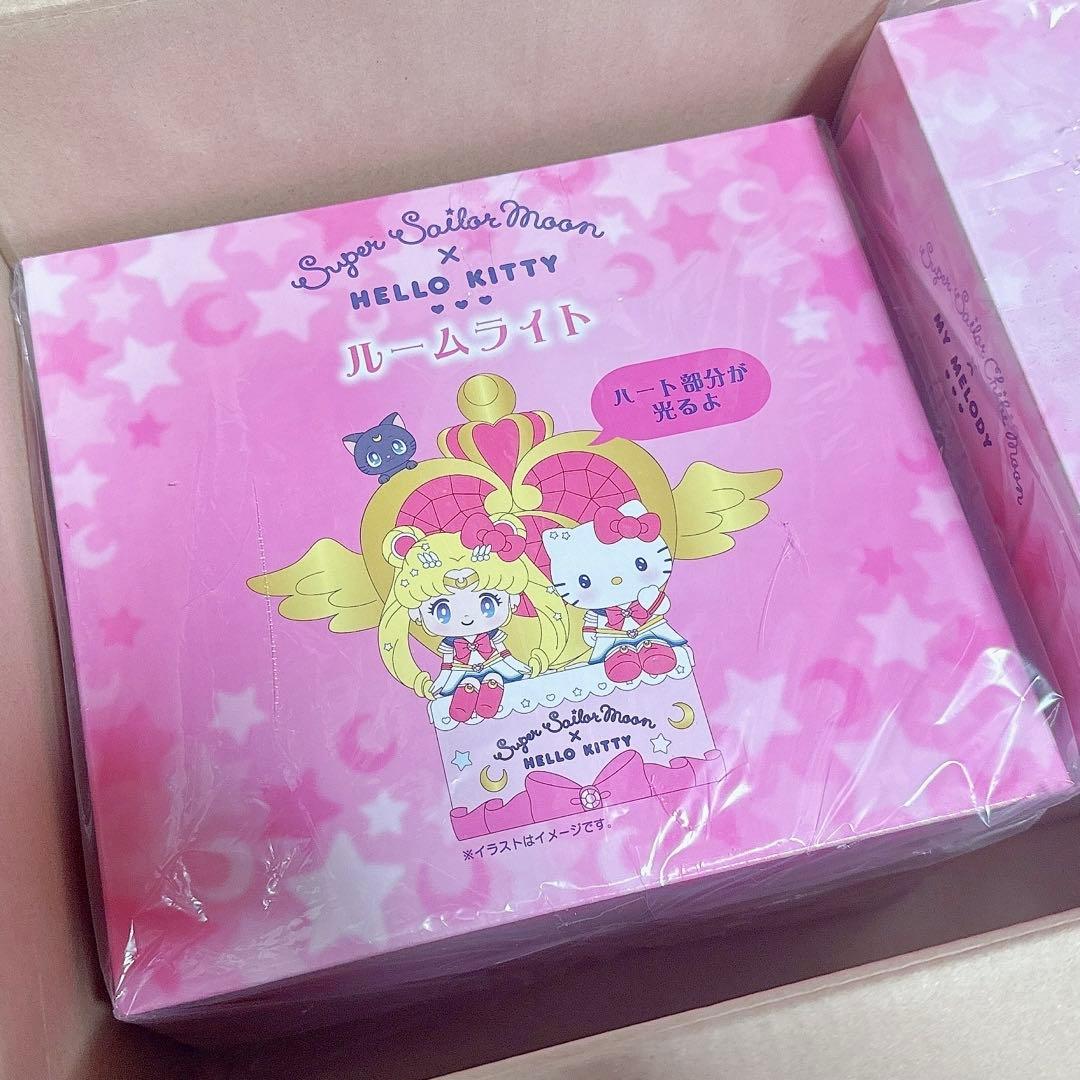 Super Sailor Moon
×
HELLO KITTY
ルームライト
ハート部分が
光るよ
Super Sailor Moon
×
HELLO KITTY
※イラストはイメージです。
Super Sailor Chibi Moon
×
MY MELODY